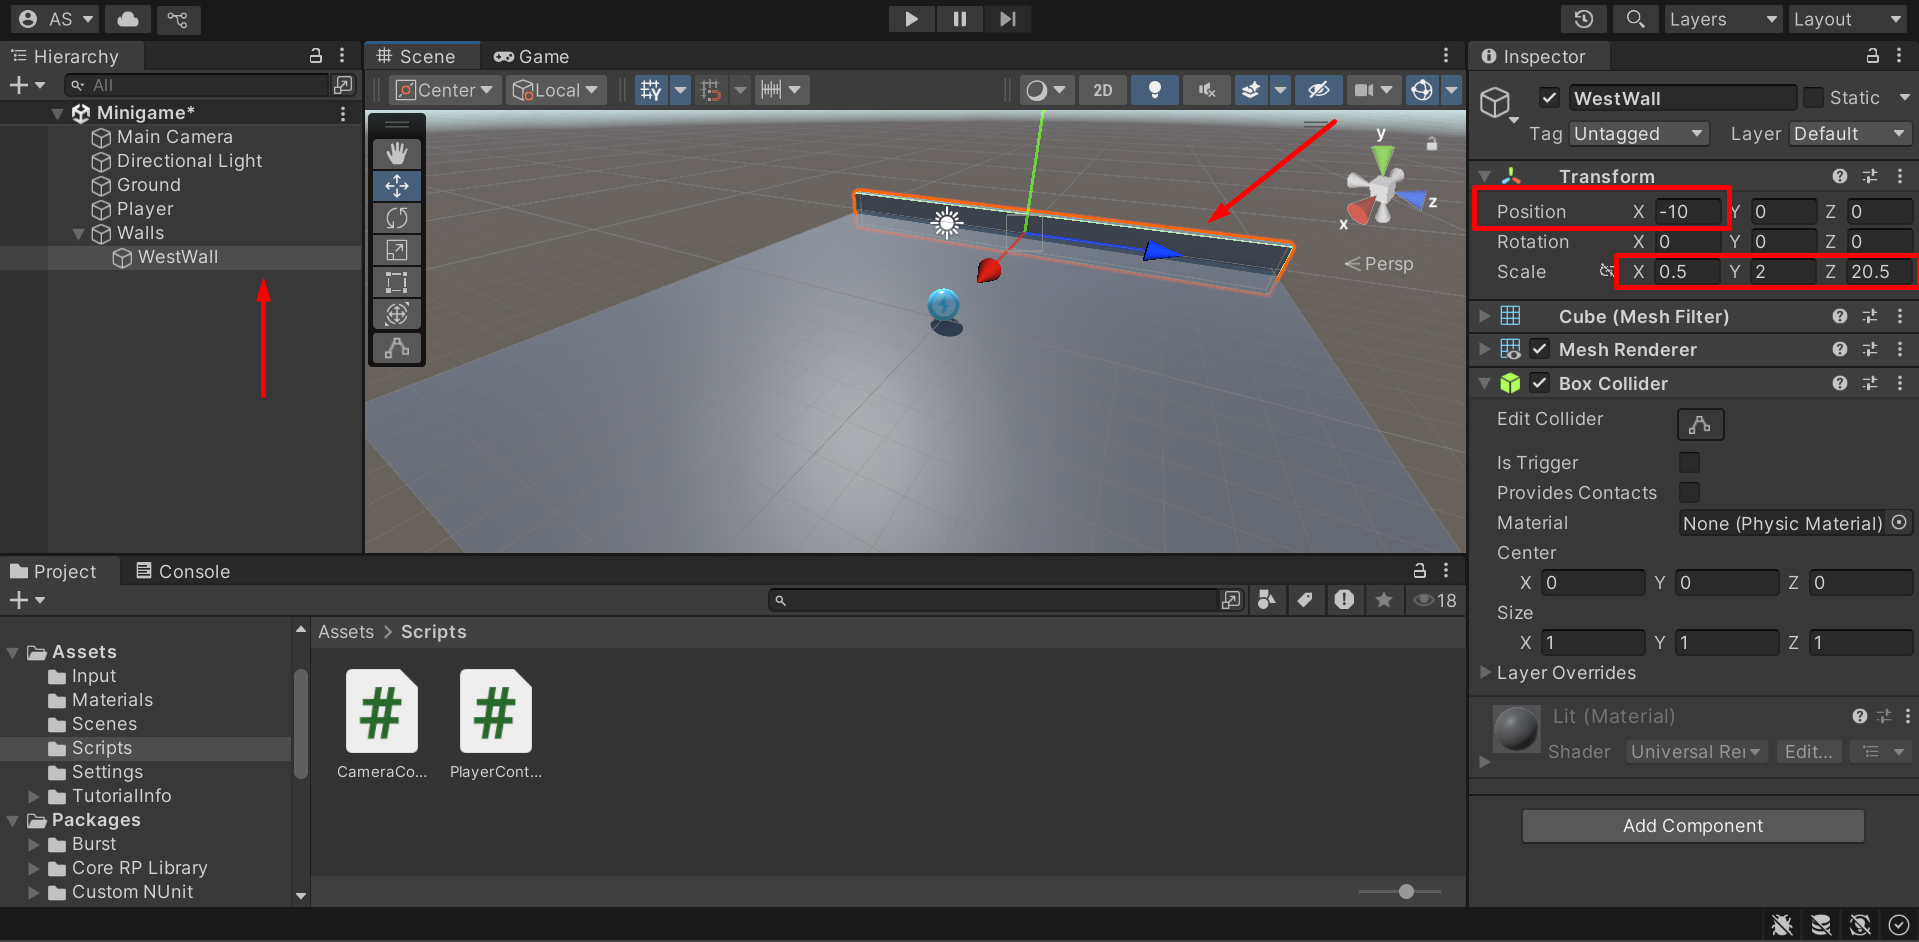 AS
Layers
Layout
Hierarchy
All
Minigame*
Main Camera
Directional Light
Ground
Player
Walls
WestWall
Scene
Game
Center
Local
2D
y
z
x
Persp
Inspector
WestWall
Static
Tag Untagged
Layer Default
Transform
Position X -10 Y 0 Z 0
Rotation X 0 Y 0 Z 0
Scale X 0.5 Y 2 Z 20.5
Cube (Mesh Filter)
Mesh Renderer
Box Collider
Edit Collider
Is Trigger
Provides Contacts
Material None (Physic Material)
Center
X 0 Y 0 Z 0
Size
X 1 Y 1 Z 1
Layer Overrides
Lit (Material)
Shader Universal Rei Edit...
Add Component
Project
Console
18
Assets
Input
Materials
Scenes
Scripts
Settings
TutorialInfo
Packages
Burst
Core RP Library
Custom NUnit
Assets > Scripts
CameraCo...
PlayerCont...